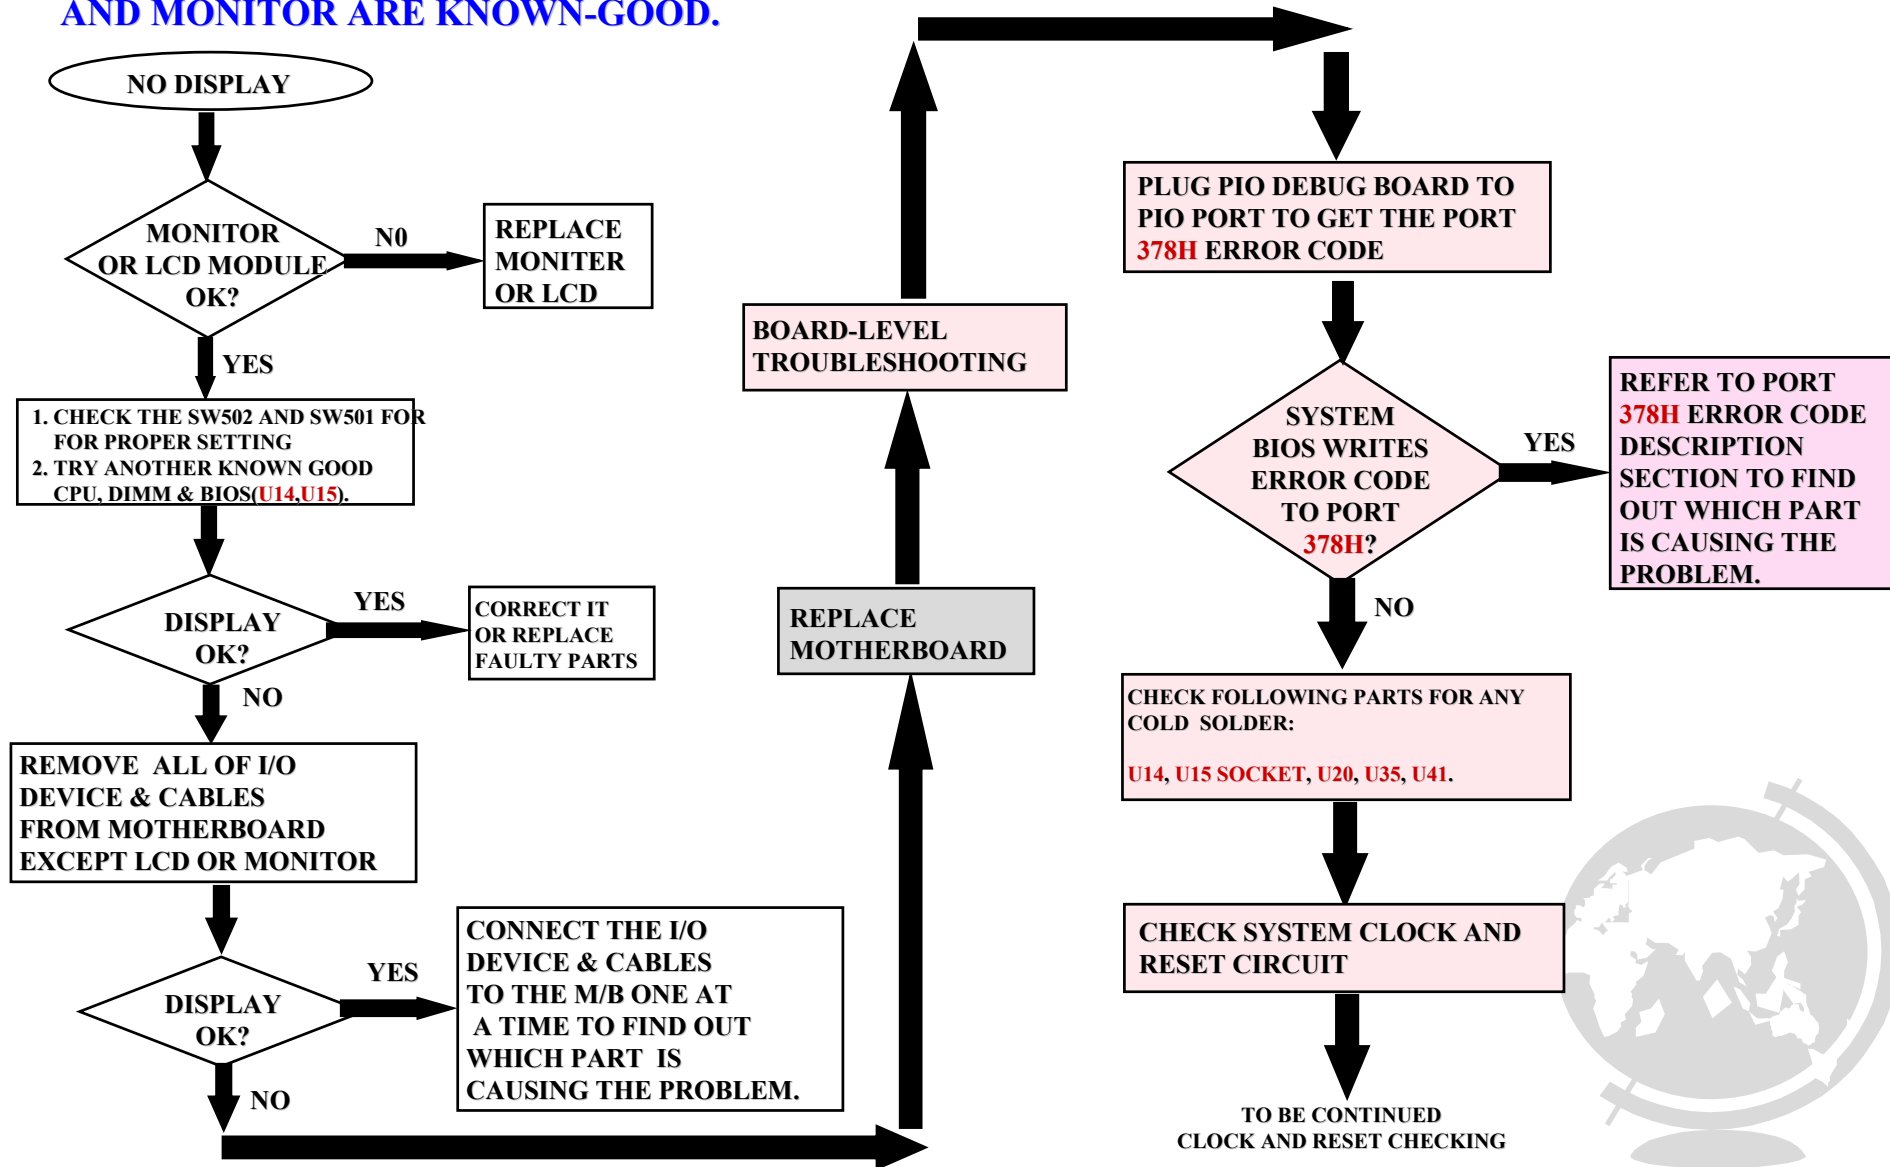 AND MONITOR ARE KNOWN-GOOD.
NO DISPLAY
MONITOR
OR LCD MODULE
OK?
N0
REPLACE
MONITER
OR LCD
YES
1. CHECK THE SW502 AND SW501 FOR
FOR PROPER SETTING
2. TRY ANOTHER KNOWN GOOD
CPU, DIMM & BIOS(U14,U15).
DISPLAY
OK?
YES
CORRECT IT
OR REPLACE
FAULTY PARTS
NO
REMOVE ALL OF I/O
DEVICE & CABLES
FROM MOTHERBOARD
EXCEPT LCD OR MONITOR
DISPLAY
OK?
YES
CONNECT THE I/O
DEVICE & CABLES
TO THE M/B ONE AT
A TIME TO FIND OUT
WHICH PART IS
CAUSING THE PROBLEM.
NO
REPLACE
MOTHERBOARD
BOARD-LEVEL
TROUBLESHOOTING
PLUG PIO DEBUG BOARD TO
PIO PORT TO GET THE PORT
378H ERROR CODE
SYSTEM
BIOS WRITES
ERROR CODE
TO PORT
378H?
YES
REFER TO PORT
378H ERROR CODE
DESCRIPTION
SECTION TO FIND
OUT WHICH PART
IS CAUSING THE
PROBLEM.
NO
CHECK FOLLOWING PARTS FOR ANY
COLD SOLDER:
U14, U15 SOCKET, U20, U35, U41.
CHECK SYSTEM CLOCK AND
RESET CIRCUIT
TO BE CONTINUED
CLOCK AND RESET CHECKING